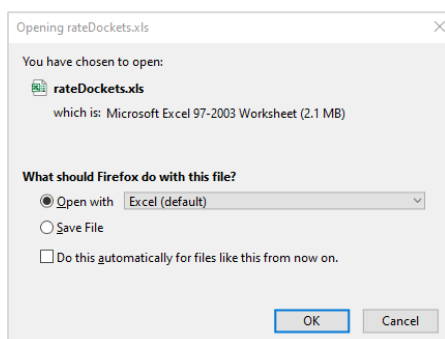 Opening rateDockets.xls
You have chosen to open:
rateDockets.xls
which is: Microsoft Excel 97-2003 Worksheet (2.1 MB)
What should Firefox do with this file?
Open with Excel (default)
Save File
Do this automatically for files like this from now on.
OK Cancel